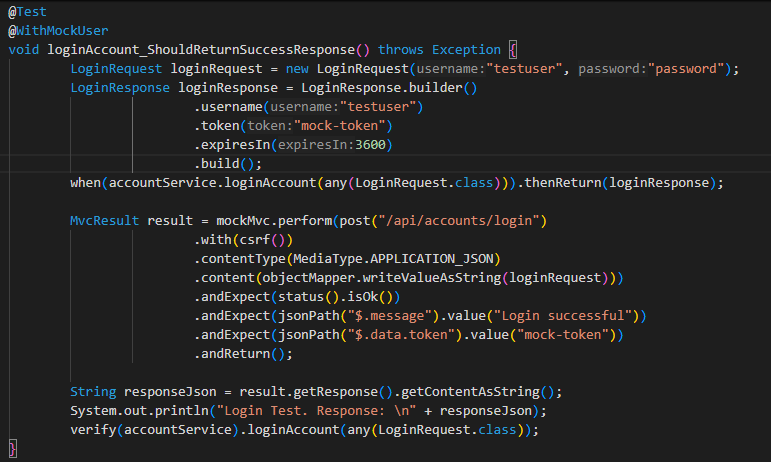 @Test
@WithMockUser
void loginAccount_ShouldReturnSuccessResponse() throws Exception {
LoginRequest loginRequest = new LoginRequest(username:"testuser", password:"password");
LoginResponse loginResponse = LoginResponse.builder()
.username(username:"testuser")
.token(token:"mock-token")
.expiresIn(expiresIn:3600)
.build();
when(accountService.loginAccount(any(LoginRequest.class))).thenReturn(loginResponse);
MvcResult result = mockMvc.perform(post("/api/accounts/login")
.with(csrf())
.contentType(MediaType.APPLICATION_JSON)
.content(objectMapper.writeValueAsString(loginRequest)))
.andExpect(status().isOk())
.andExpect(jsonPath("$.message").value("Login successful"))
.andExpect(jsonPath("$.data.token").value("mock-token"))
.andReturn();
String responseJson = result.getResponse().getContentAsString();
System.out.println("Login Test. Response: \n" + responseJson);
verify(accountService).loginAccount(any(LoginRequest.class));
}